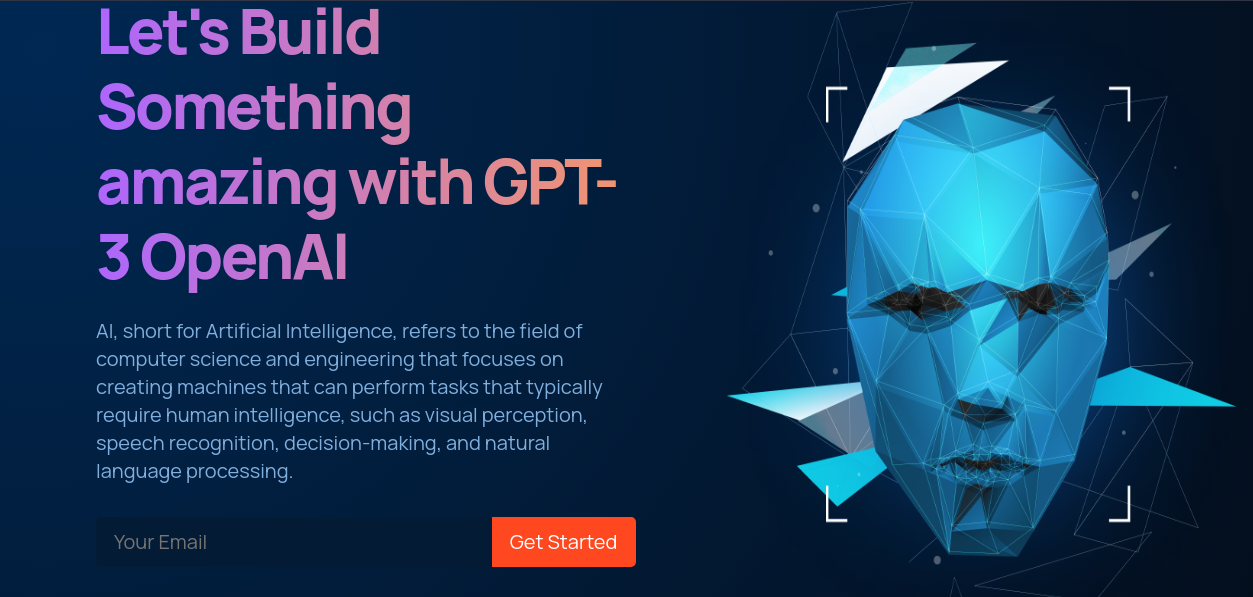 Let's Build
Something
amazing with GPT-
3 OpenAI
AI, short for Artificial Intelligence, refers to the field of
computer science and engineering that focuses on
creating machines that can perform tasks that typically
require human intelligence, such as visual perception,
speech recognition, decision-making, and natural
language processing.
Your Email
Get Started